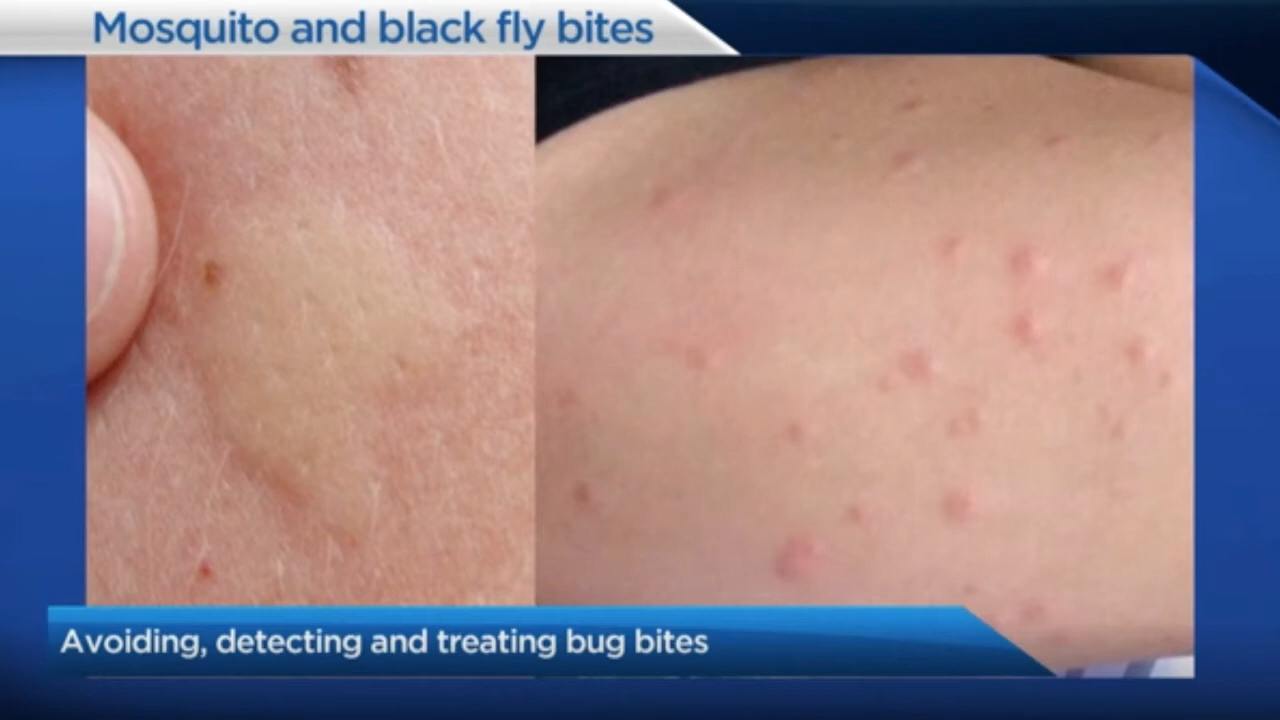 Mosquito and black fly bites
Avoiding, detecting and treating bug bites